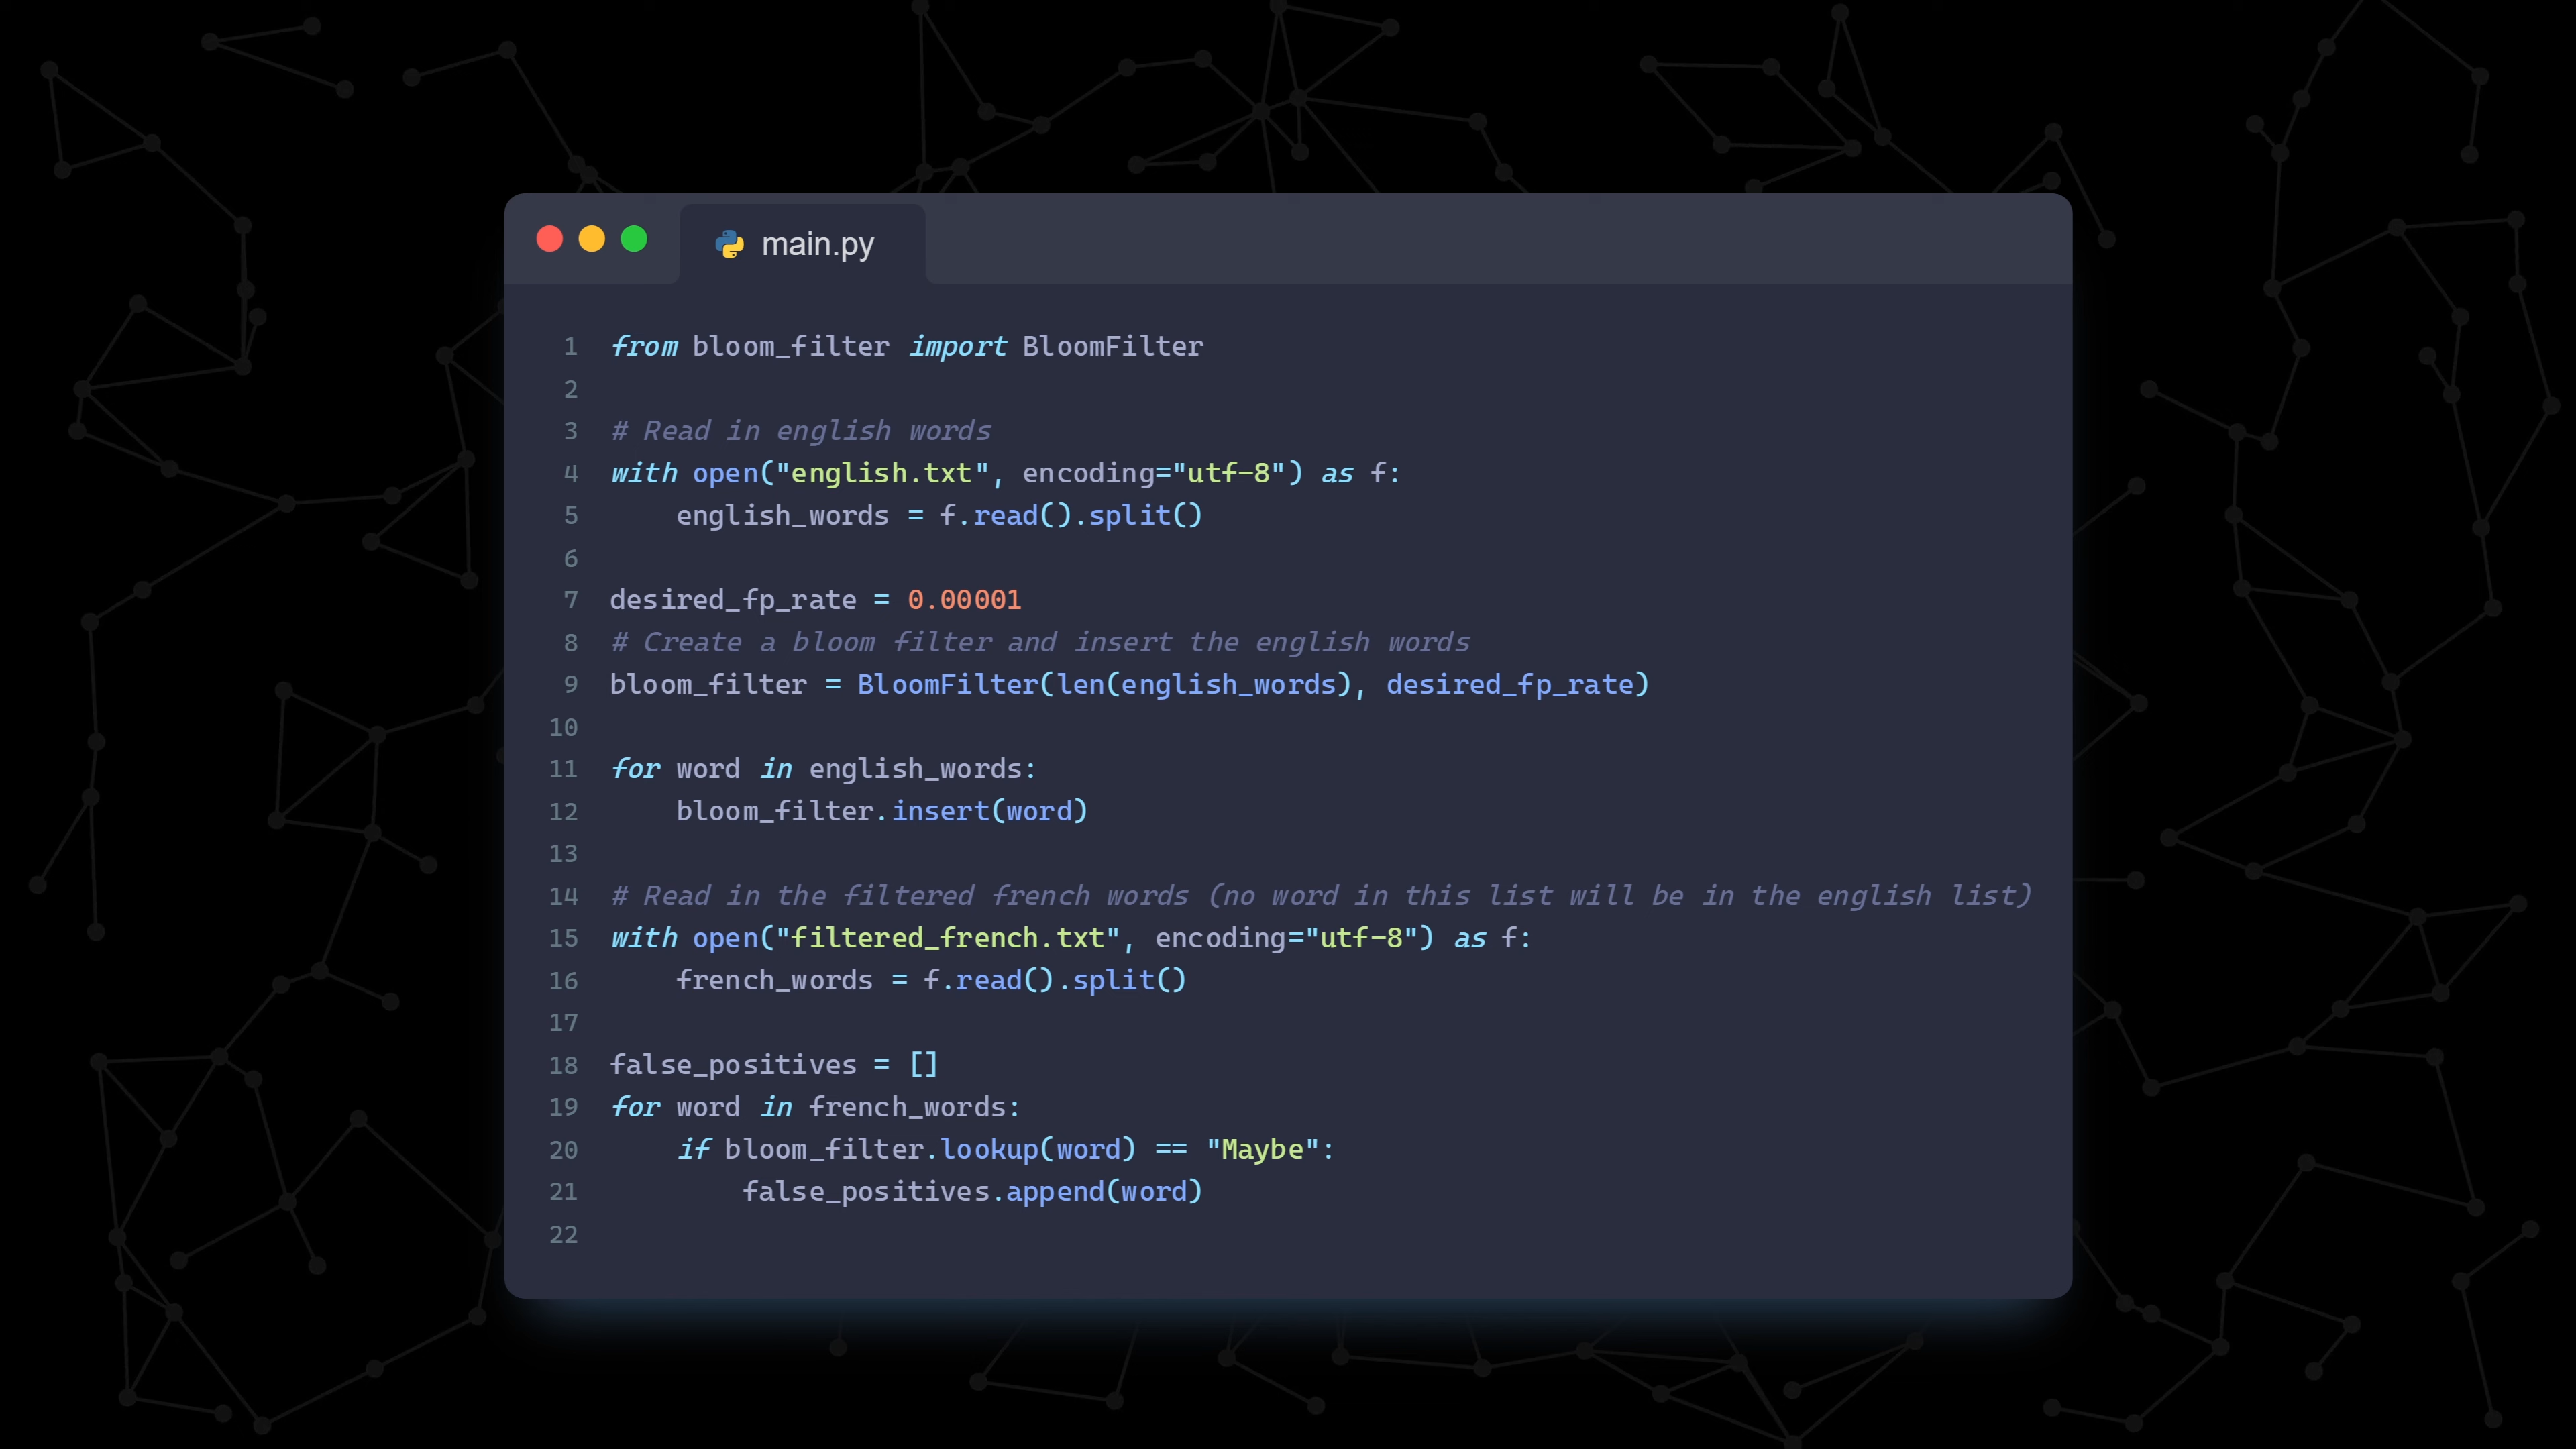 main.py
1 from bloom_filter import BloomFilter
2
3 # Read in english words
4 with open("english.txt", encoding="utf-8") as f:
5     english_words = f.read().split()
6
7 desired_fp_rate = 0.00001
8 # Create a bloom filter and insert the english words
9 bloom_filter = BloomFilter(len(english_words), desired_fp_rate)
10
11 for word in english_words:
12     bloom_filter.insert(word)
13
14 # Read in the filtered french words (no word in this list will be in the english list)
15 with open("filtered_french.txt", encoding="utf-8") as f:
16     french_words = f.read().split()
17
18 false_positives = []
19 for word in french_words:
20     if bloom_filter.lookup(word) == "Maybe":
21         false_positives.append(word)
22